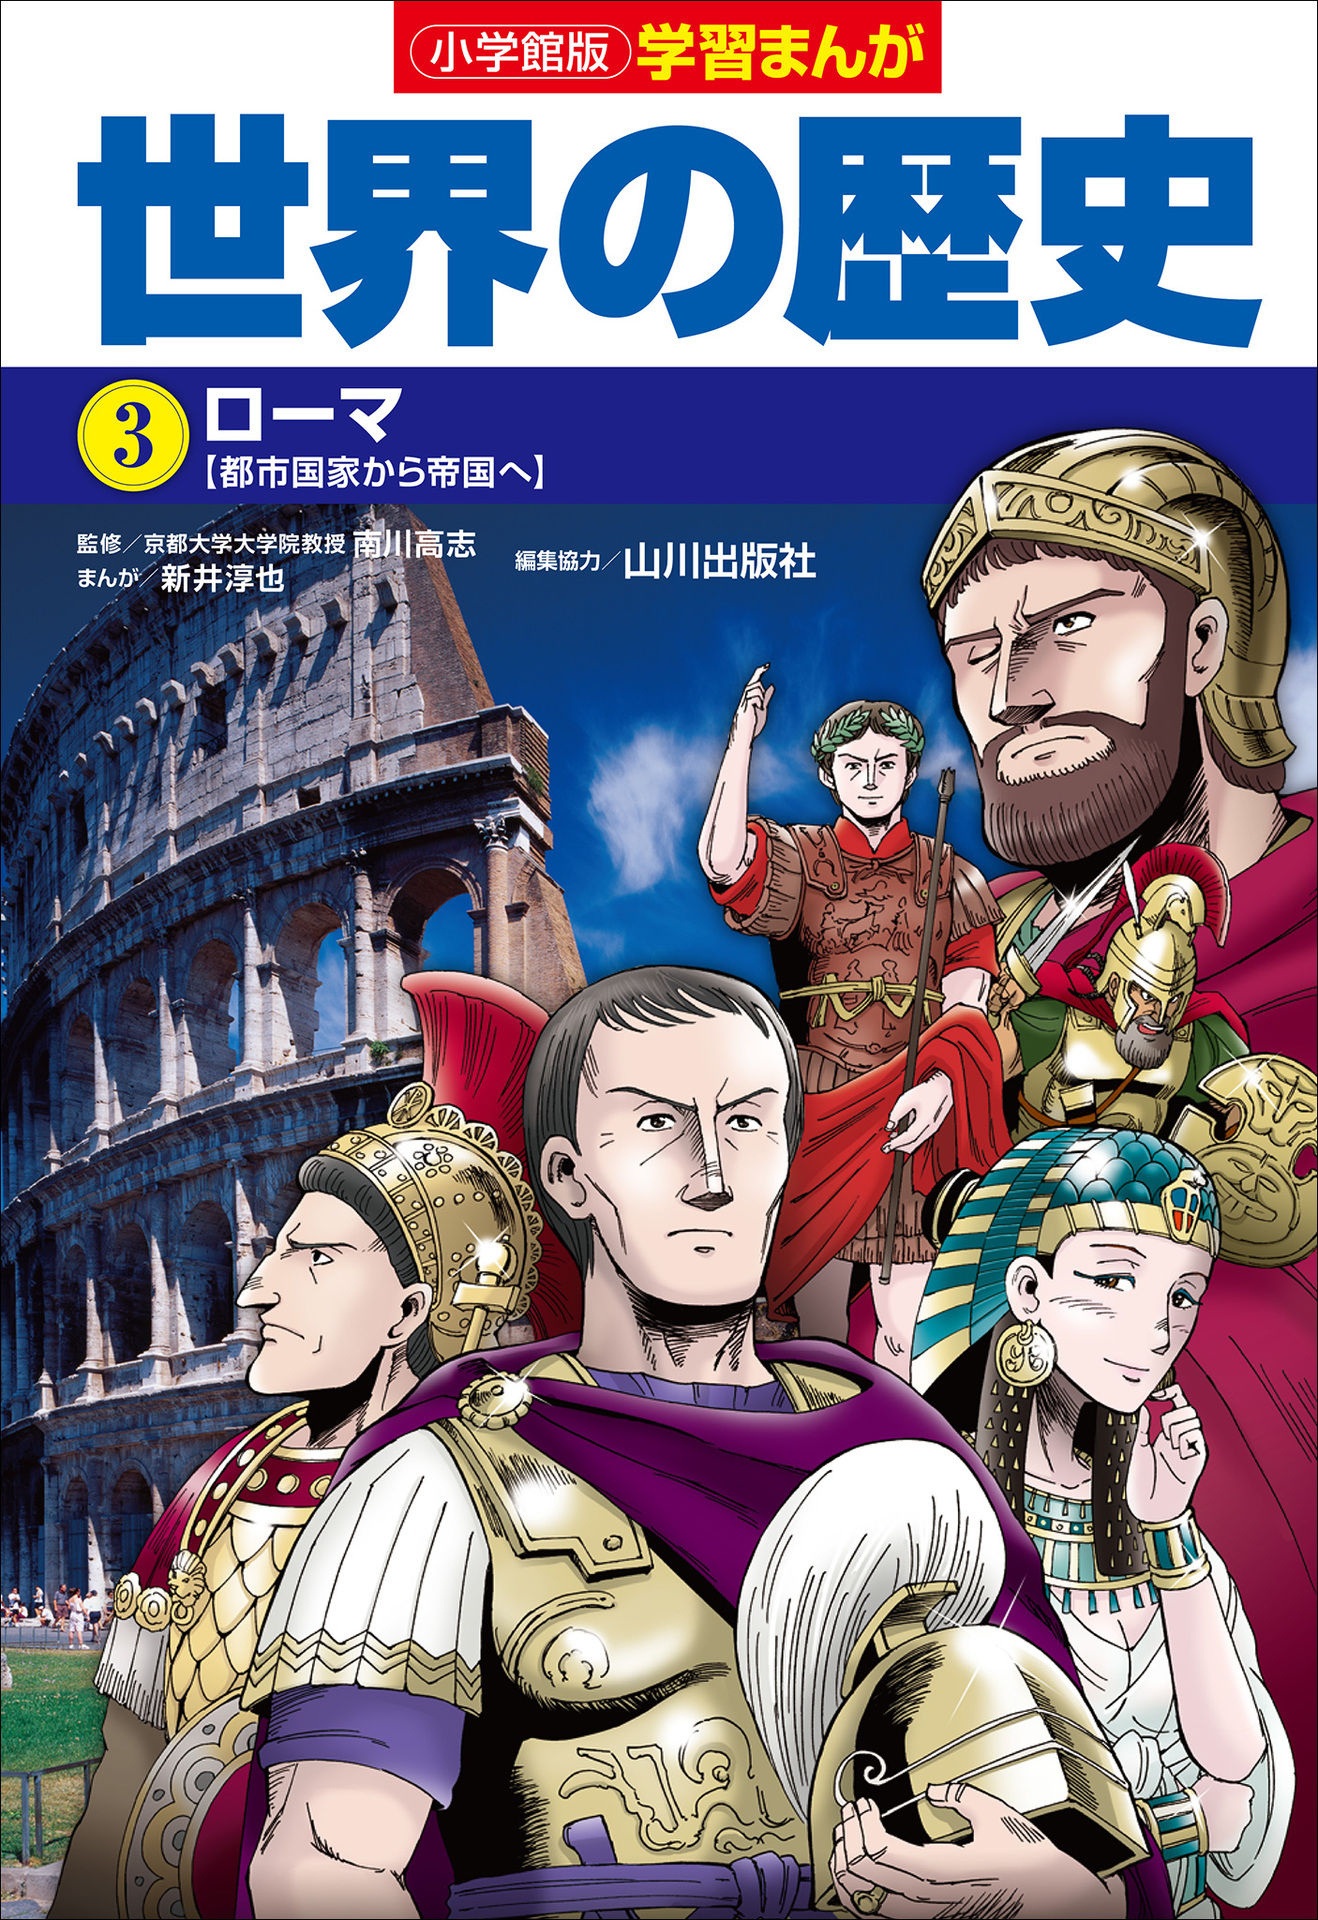 小学館版 学習まんが
世界の歴史
3 ローマ
【都市国家から帝国へ】
監修／京都大学大学院教授 南川高志
まんが／新井淳也
編集協力／山川出版社